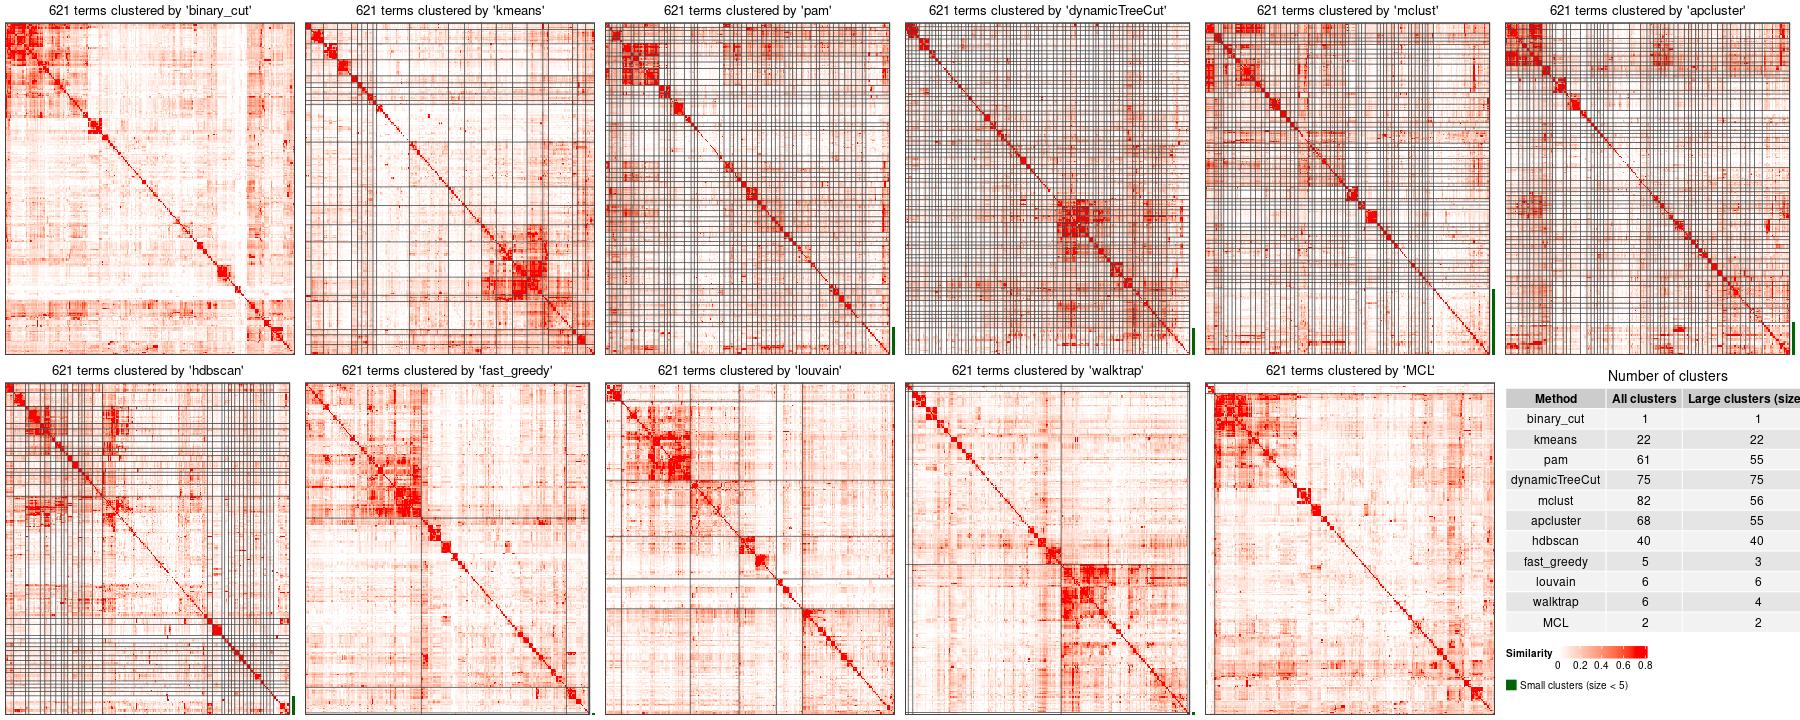 621 terms clustered by 'binary_cut'
621 terms clustered by 'kmeans'
621 terms clustered by 'pam'
621 terms clustered by 'dynamicTreeCut'
621 terms clustered by 'mclust'
621 terms clustered by 'apcluster'
621 terms clustered by 'hdbscan'
621 terms clustered by 'fast_greedy'
621 terms clustered by 'louvain'
621 terms clustered by 'walktrap'
621 terms clustered by 'MCL'
Number of clusters
Method All clusters Large clusters (size
binary_cut 1 1
kmeans 22 22
pam 61 55
dynamicTreeCut 75 75
mclust 82 56
apcluster 68 55
hdbscan 40 40
fast_greedy 5 3
louvain 6 6
walktrap 6 4
MCL 2 2
Similarity
0 0.2 0.4 0.6 0.8
Small clusters (size < 5)